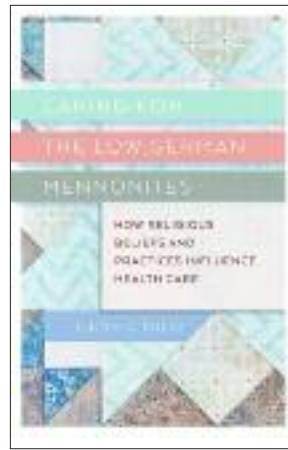 CARING FOR
THE LOW GERMAN
MENNONITES
HOW RELIGIOUS
BELIEFS AND
PRACTICES INFLUENCE
HEALTH CARE